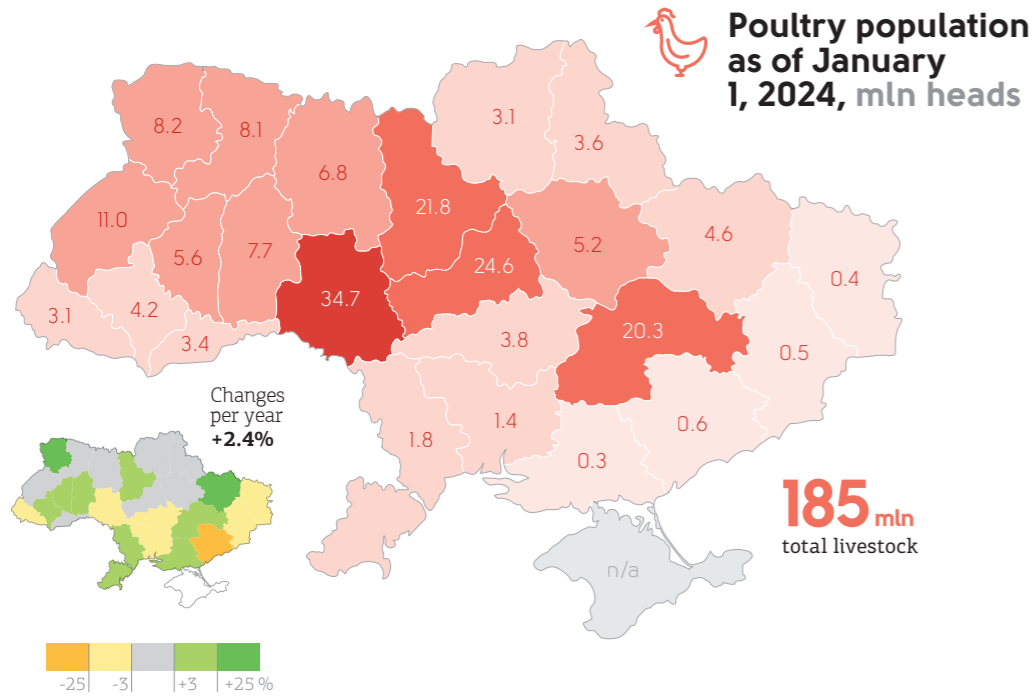 Poultry population
as of January
1, 2024, mln heads
8.2
8.1
6.8
3.1
3.6
11.0
5.6
7.7
21.8
24.6
5.2
4.6
0.4
3.1
4.2
3.4
34.7
3.8
20.3
0.5
1.8
1.4
0.6
0.3
n/a
Changes
per year
+2.4%
185 mln
total livestock
-25 -3 +3 +25 %